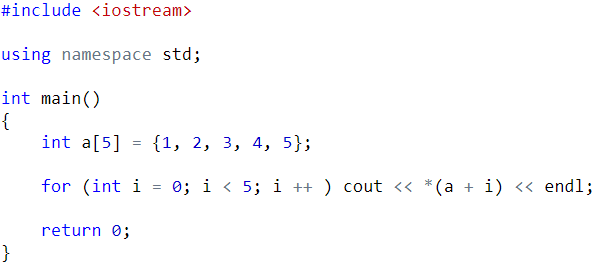 #include <iostream>
using namespace std;
int main()
{
    int a[5] = {1, 2, 3, 4, 5};
    for (int i = 0; i < 5; i ++ ) cout << *(a + i) << endl;
    return 0;
}